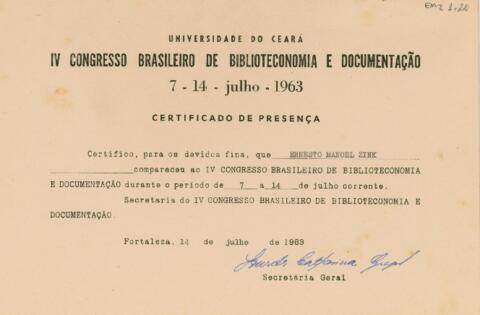 EMZ 1.20
UNIVERSIDADE DO CEARÁ
IV CONGRESSO BRASILEIRO DE BIBLIOTECONOMIA E DOCUMENTAÇÃO
7 - 14 - julho - 1963
CERTIFICADO DE PRESENÇA
Certifico, para os devidos fins, que ERNESTO MANOEL ZINK
compareceu ao IV CONGRESSO BRASILEIRO DE BIBLIOTECONOMIA
E DOCUMENTAÇÃO durante o período de 7 a 14 de julho corrente.
Secretaria do IV CONGRESSO BRASILEIRO DE BIBLIOTECONOMIA E
DOCUMENTAÇÃO.
Fortaleza, 14 de julho de 1963
Secretária Geral